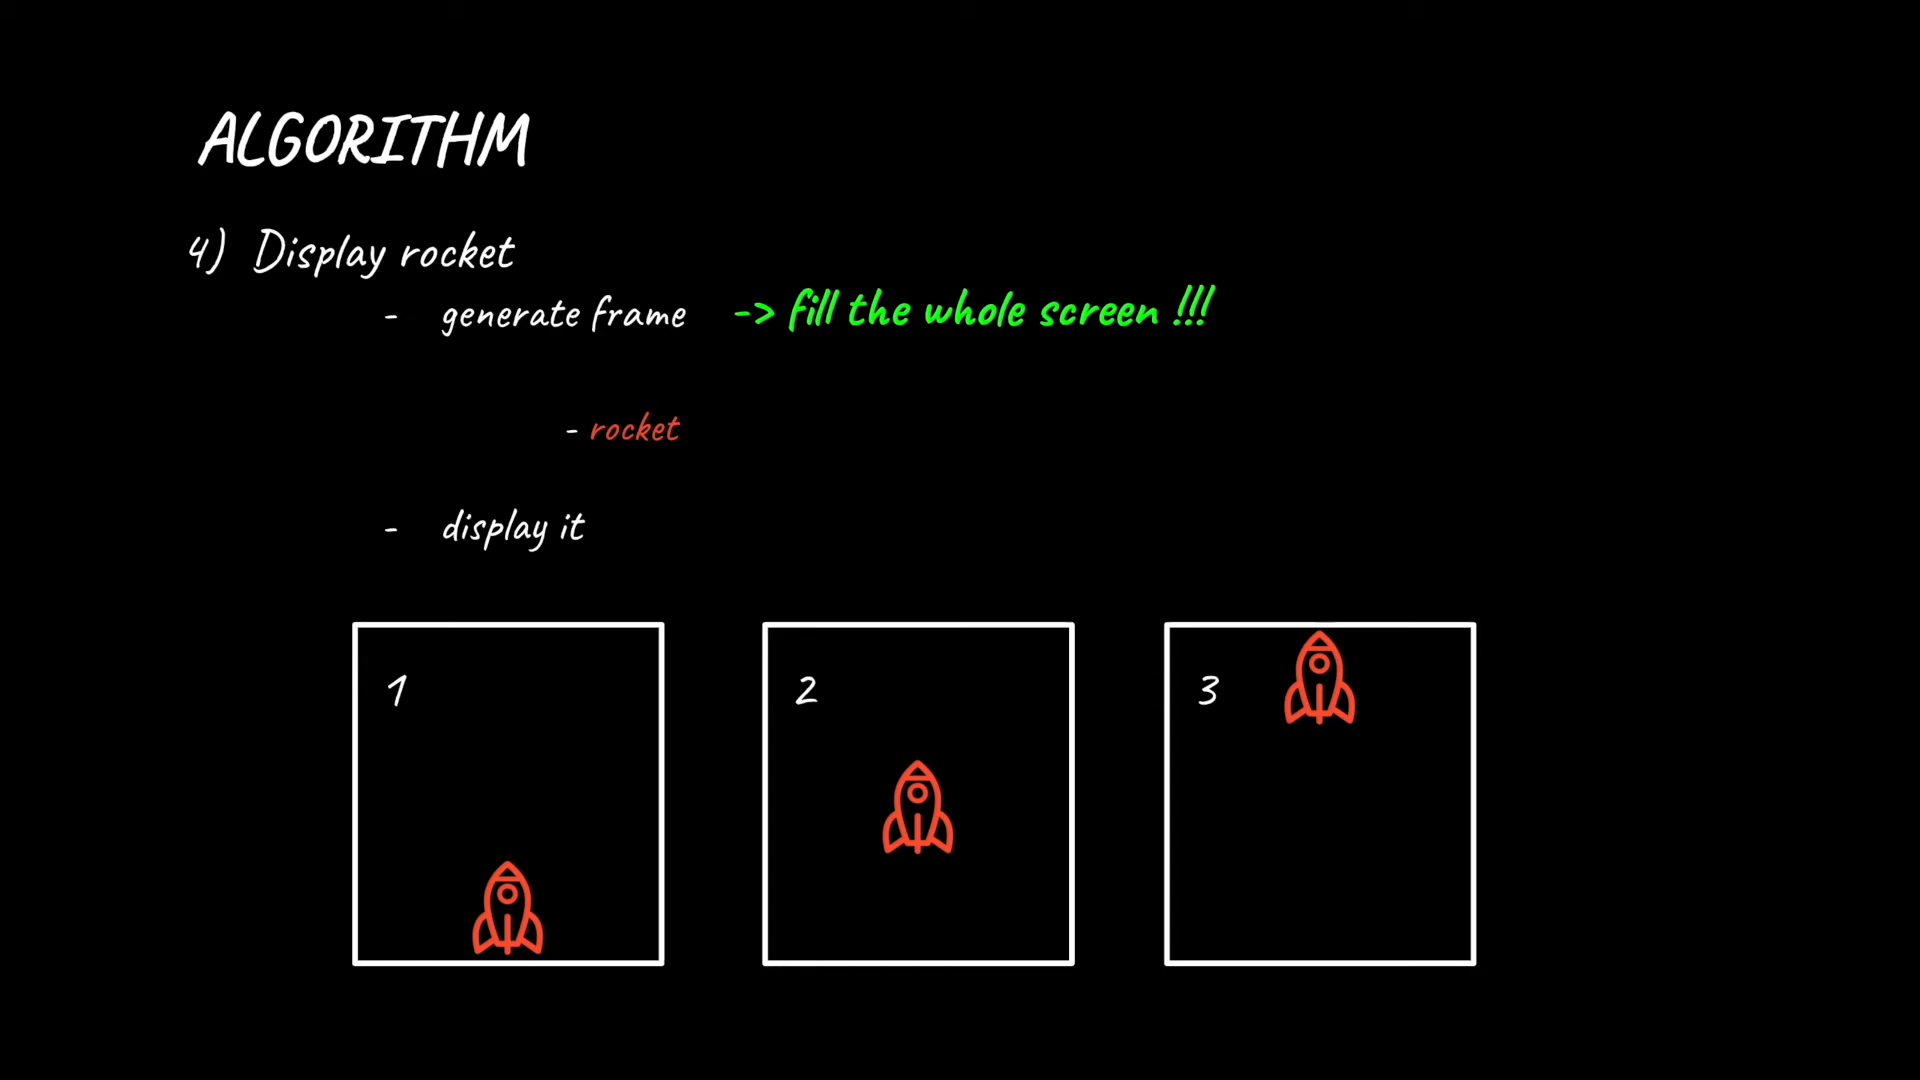 ALGORITHM
4) Display rocket
- generate frame -> fill the whole screen !!!
- rocket
- display it
1 2 3